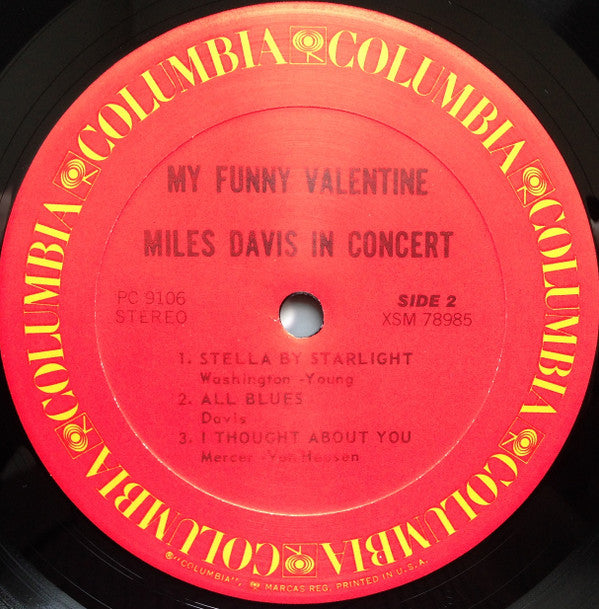 COLUMBIA COLUMBIA COLUMBIA COLUMBIA COLUMBIA COLUMBIA
MY FUNNY VALENTINE
MILES DAVIS IN CONCERT
PC 9106
STEREO
SIDE 2
XSM 78985
1. STELLA BY STARLIGHT
Washington -Young
2. ALL BLUES
Davis
3. I THOUGHT ABOUT YOU
Mercer -Van Heusen
®"COLUMBIA", MARCAS REG. PRINTED IN U.S.A.